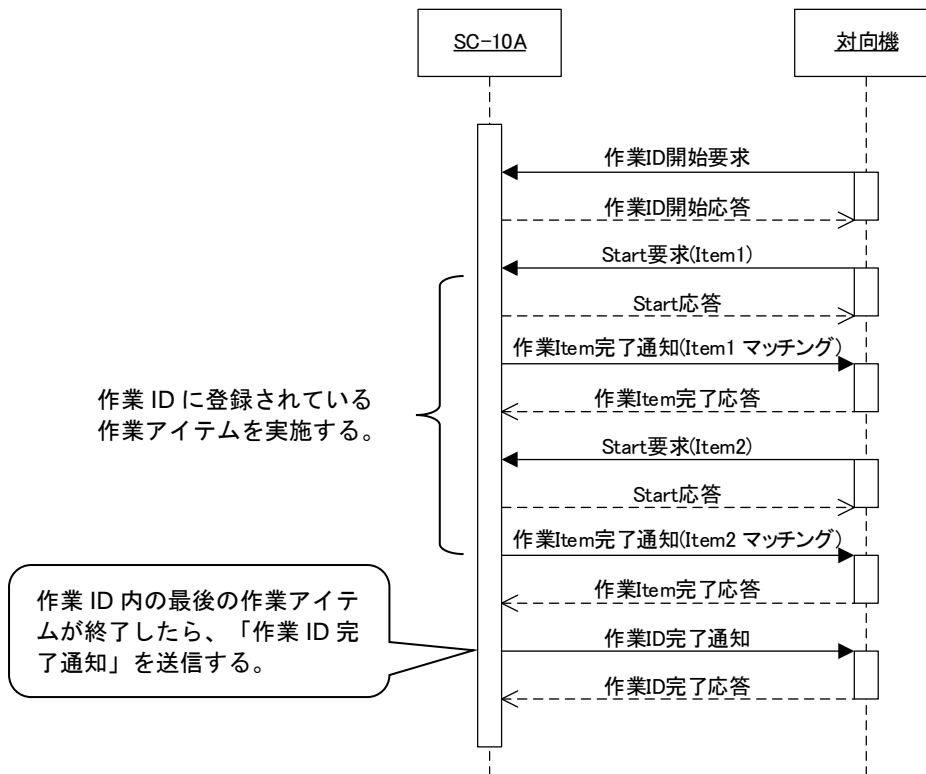 SC-10A
対向機
作業ID開始要求
作業ID開始応答
Start要求(Item1)
Start応答
作業Item完了通知(Item1 マッチング)
作業 ID に登録されている
作業アイテムを実施する。
作業Item完了応答
Start要求(Item2)
Start応答
作業Item完了通知(Item2 マッチング)
作業Item完了応答
作業 ID 内の最後の作業アイテ
ムが終了したら、「作業 ID 完
了通知」を送信する。
作業ID完了通知
作業ID完了応答